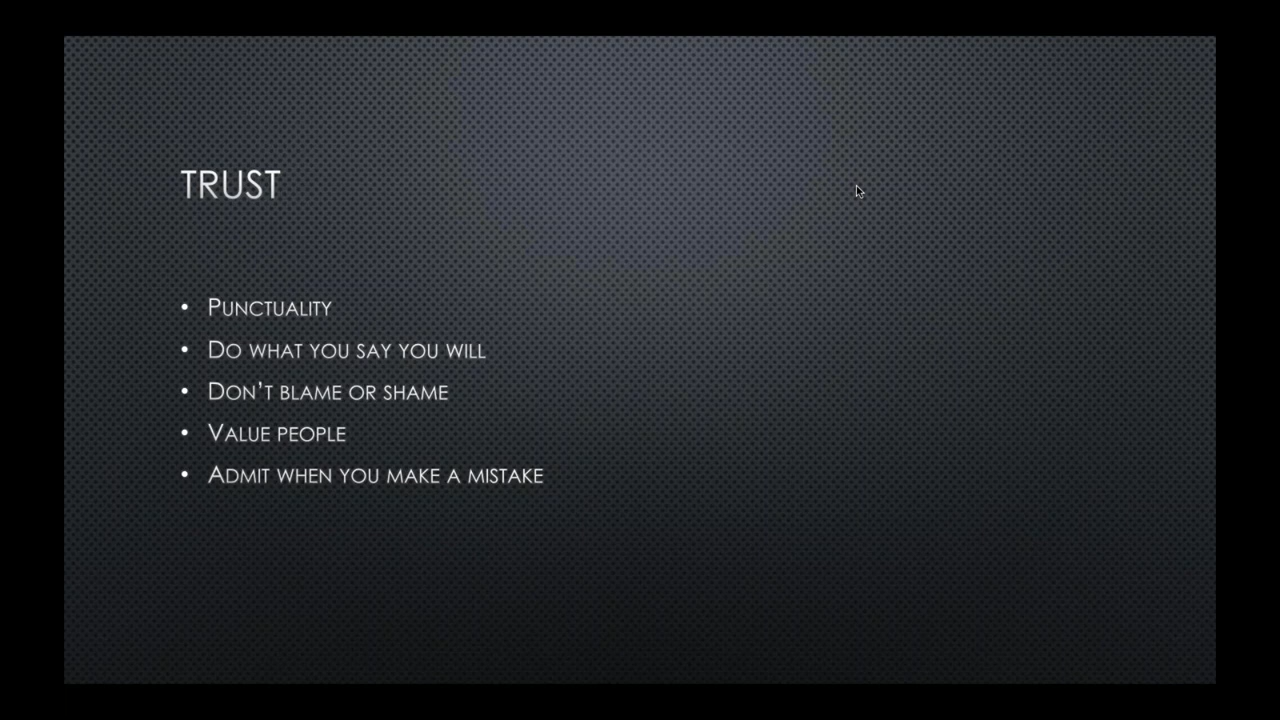 TRUST
• PUNCTUALITY
• DO WHAT YOU SAY YOU WILL
• DON'T BLAME OR SHAME
• VALUE PEOPLE
• ADMIT WHEN YOU MAKE A MISTAKE